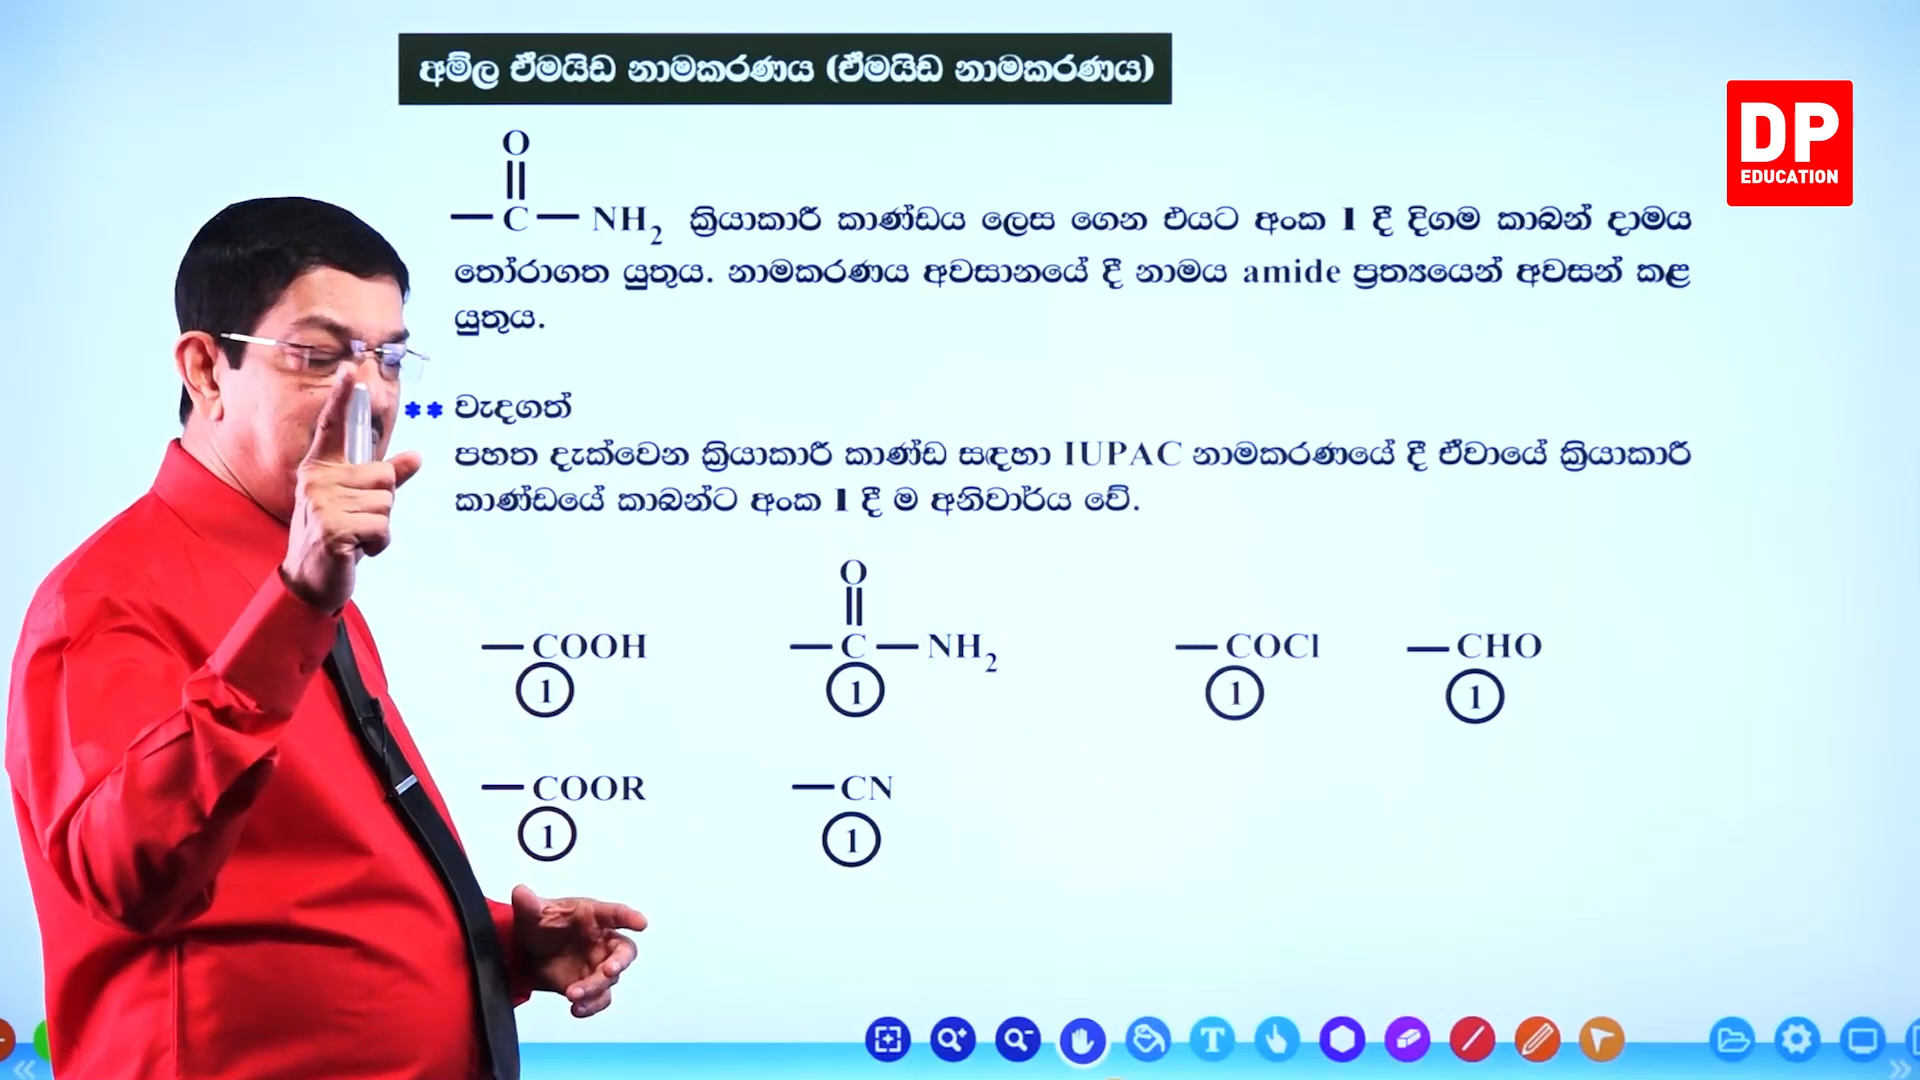 අම්ල ඒමයිඩ නාමකරණය (ඒමයිඩ නාමකරණය)
DP
EDUCATION
O
— C — NH₂ ක්‍රියාකාරී කාණ්ඩය ලෙස ගෙන එයට අංක 1 දී දිගම කාබන් දාමය
තෝරාගත යුතුය. නාමකරණය අවසානයේ දී නාමය amide ප්‍රත්‍යයෙන් අවසන් කළ
යුතුය.
** වැදගත්
පහත දැක්වෙන ක්‍රියාකාරී කාණ්ඩ සඳහා IUPAC නාමකරණයේ දී ඒවායේ ක්‍රියාකාරී
කාණ්ඩයේ කාබන්ට අංක 1 දී ම අනිවාර්ය වේ.
O
— COOH — C — NH₂ — COCl — CHO
1 1 1 1
— COOR — CN
1 1
T